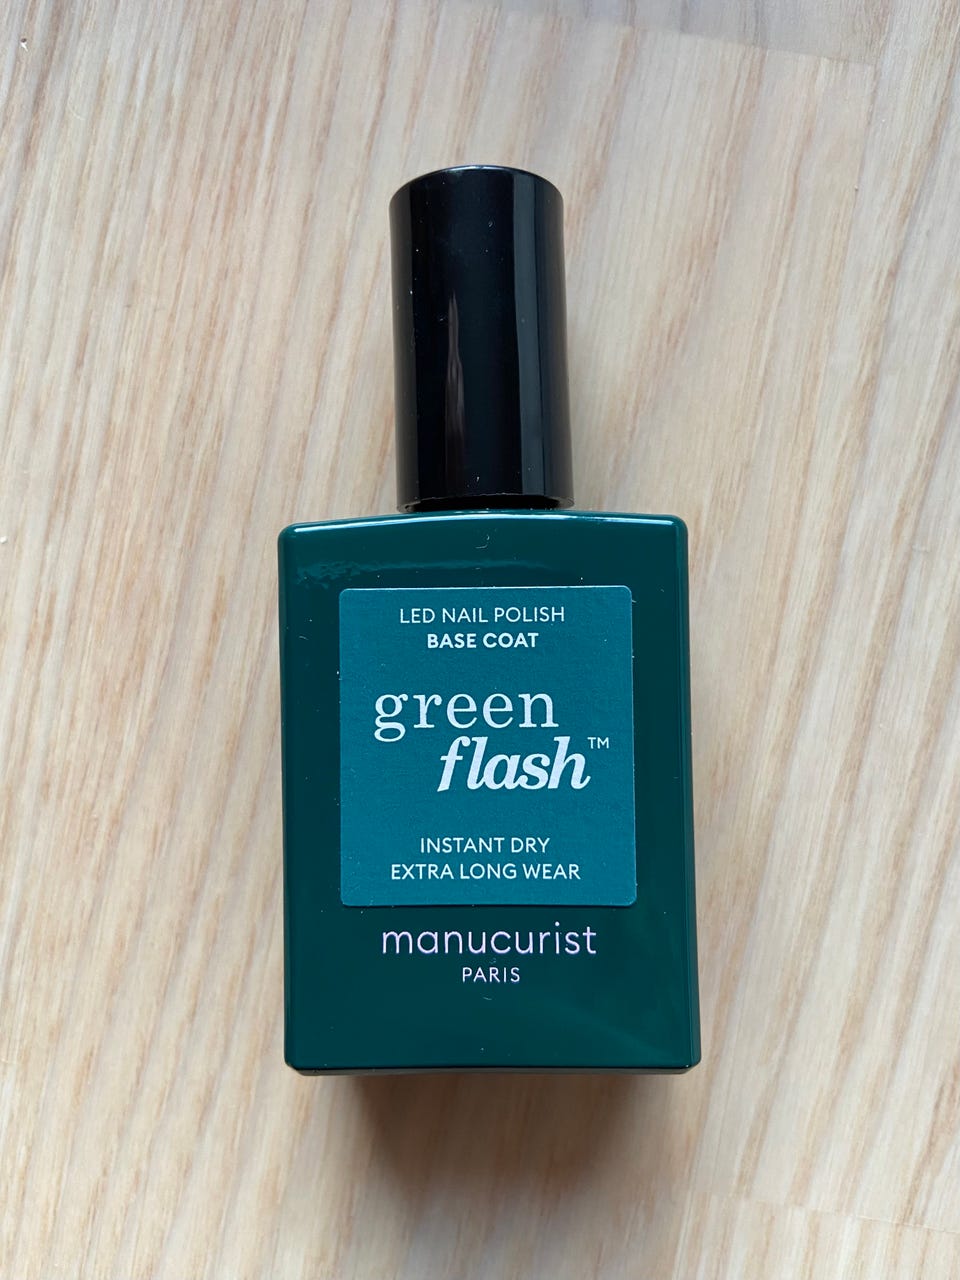 LED NAIL POLISH
BASE COAT
green
flash™
INSTANT DRY
EXTRA LONG WEAR
manucurist
PARIS